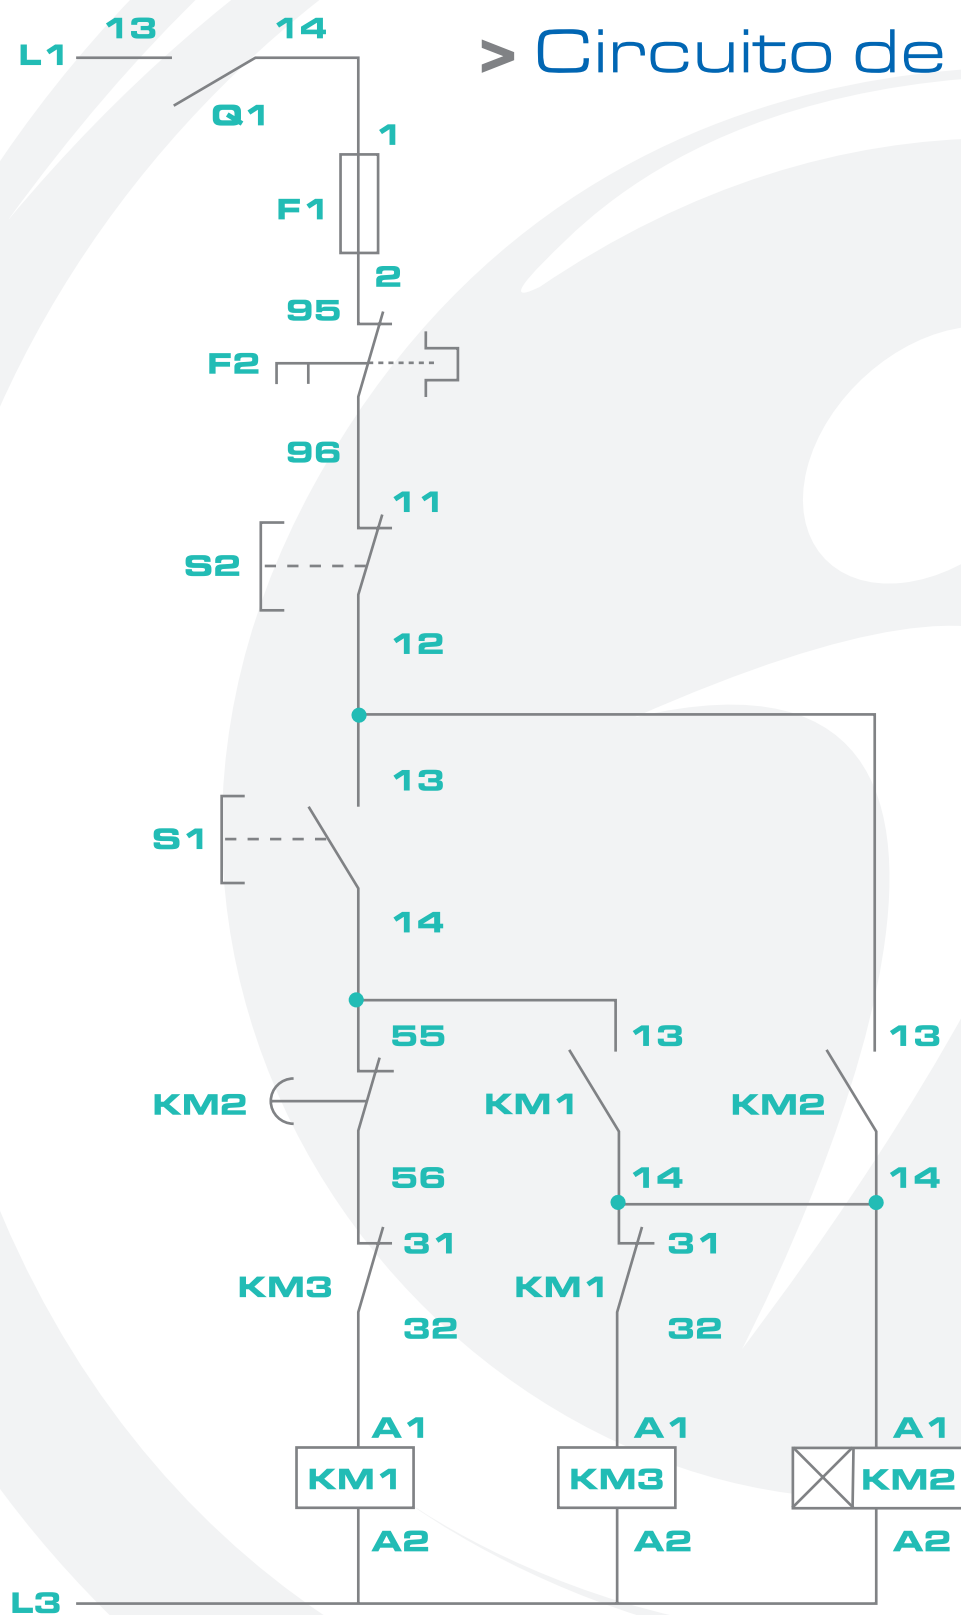 > Circuito de
13 14
L1
Q1
1
F1
2
95
F2
96
11
S2
12
13
S1
14
55 13 13
KM2 KM1 KM2
56 14 14
31 31
KM3 KM1
32 32
A1 A1 A1
KM1 KM3 KM2
A2 A2 A2
L3